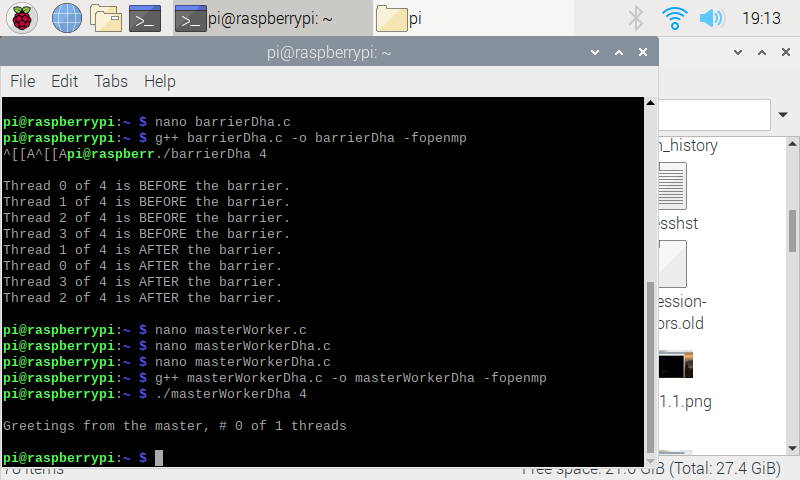 pi@raspberrypi: ~
pi
19:13
pi@raspberrypi: ~
File Edit Tabs Help
pi@raspberrypi:~ $ nano barrierDha.c
pi@raspberrypi:~ $ g++ barrierDha.c -o barrierDha -fopenmp
^[[A^[[Api@raspberr./barrierDha 4
Thread 0 of 4 is BEFORE the barrier.
Thread 1 of 4 is BEFORE the barrier.
Thread 2 of 4 is BEFORE the barrier.
Thread 3 of 4 is BEFORE the barrier.
Thread 1 of 4 is AFTER the barrier.
Thread 0 of 4 is AFTER the barrier.
Thread 3 of 4 is AFTER the barrier.
Thread 2 of 4 is AFTER the barrier.
pi@raspberrypi:~ $ nano masterWorker.c
pi@raspberrypi:~ $ nano masterWorkerDha.c
pi@raspberrypi:~ $ nano masterWorkerDha.c
pi@raspberrypi:~ $ g++ masterWorkerDha.c -o masterWorkerDha -fopenmp
pi@raspberrypi:~ $ ./masterWorkerDha 4
Greetings from the master, # 0 of 1 threads
pi@raspberrypi:~ $
_history
esshst
ession-
ors.old
1.1.png
items
Free space: 21.6 GiB (Total: 27.4 GiB)